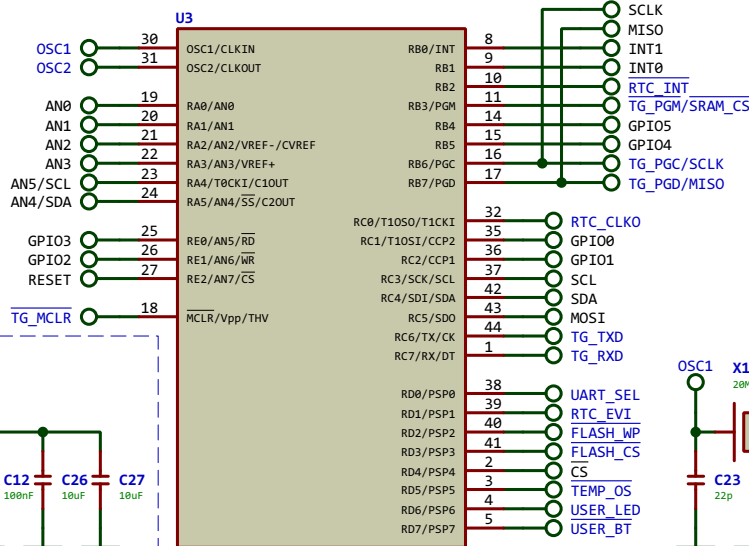 U3
OSC1 30 OSC1/CLKIN
OSC2 31 OSC2/CLKOUT
AN0 19 RA0/AN0
AN1 20 RA1/AN1
AN2 21 RA2/AN2/VREF-/CVREF
AN3 22 RA3/AN3/VREF+
AN5/SCL 23 RA4/T0CKI/C1OUT
AN4/SDA 24 RA5/AN4/SS/C2OUT
GPIO3 25 RE0/AN5/RD
GPIO2 26 RE1/AN6/WR
RESET 27 RE2/AN7/CS
TG_MCLR 18 MCLR/Vpp/THV
SCLK
MISO
RB0/INT 8 INT1
RB1 9 INT0
RB2 10 RTC_INT
RB3/PGM 11 TG_PGM/SRAM_CS
RB4 14 GPIO5
RB5 15 GPIO4
RB6/PGC 16 TG_PGC/SCLK
RB7/PGD 17 TG_PGD/MISO
RC0/T1OSO/T1CKI 32 RTC_CLKO
RC1/T1OSI/CCP2 35 GPIO0
RC2/CCP1 36 GPIO1
RC3/SCK/SCL 37 SCL
RC4/SDI/SDA 42 SDA
RC5/SDO 43 MOSI
RC6/TX/CK 44 TG_TXD
RC7/RX/DT 1 TG_RXD
RD0/PSP0 38 UART_SEL
RD1/PSP1 39 RTC_EVI
RD2/PSP2 40 FLASH_WP
RD3/PSP3 41 FLASH_CS
RD4/PSP4 2 CS
RD5/PSP5 3 TEMP_OS
RD6/PSP6 4 USER_LED
RD7/PSP7 5 USER_BT
C12 C26 C27
100nF 10uF 10uF
OSC1 X1
20M
C23
22p